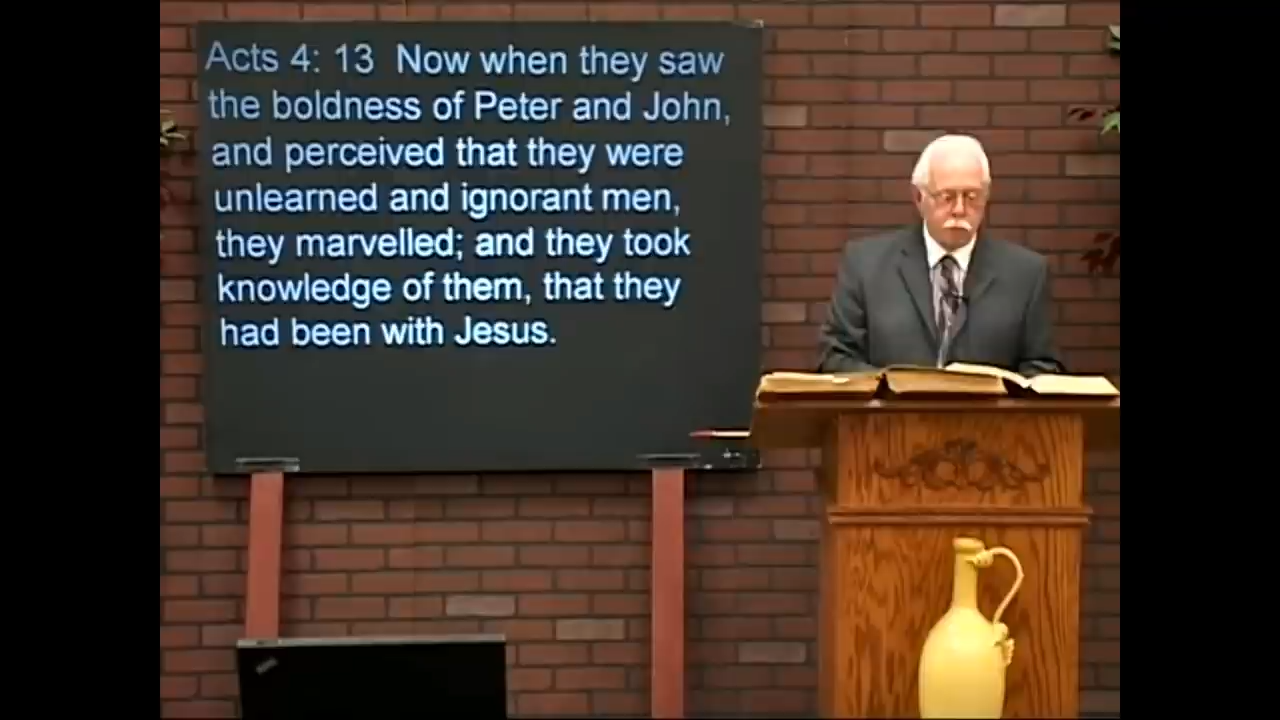 Acts 4: 13 Now when they saw
the boldness of Peter and John,
and perceived that they were
unlearned and ignorant men,
they marvelled; and they took
knowledge of them, that they
had been with Jesus.